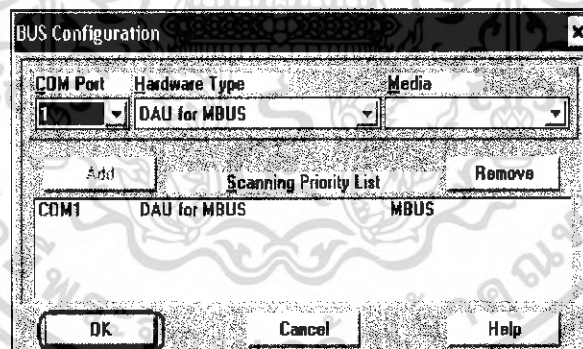 BUS Configuration
COM Port Hardware Type Media
1 DAU for MBUS
Add Scanning Priority List Remove
COM1 DAU for MBUS MBUS
OK Cancel Help